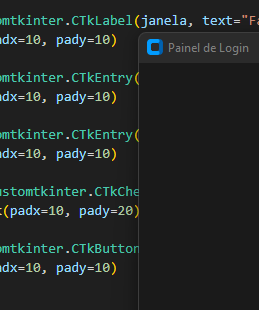 omtkinter.CTkLabel(janela, text="Fa
adx=10, pady=10)
Painel de Login
omtkinter.CTkEntry(
adx=10, pady=10)
omtkinter.CTkEntry(
adx=10, pady=10)
ustomtkinter.CTkChe
t(padx=10, pady=20)
omtkinter.CTkButton
adx=10, pady=10)